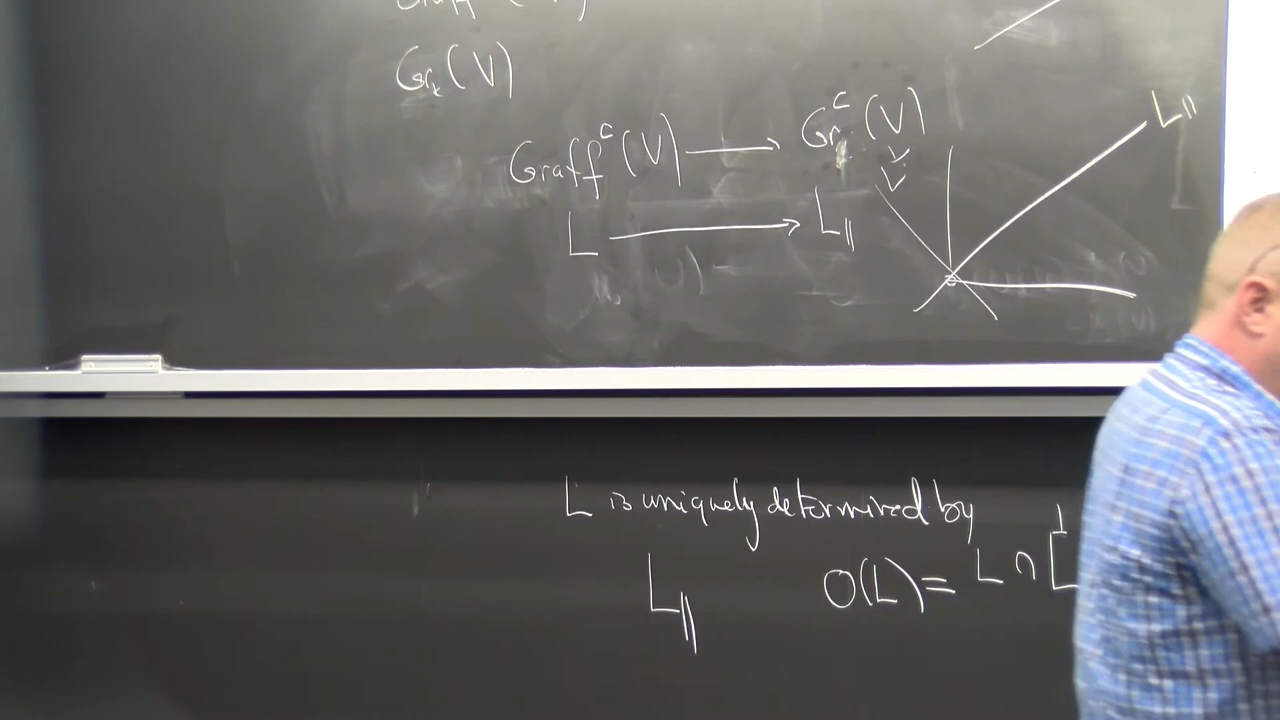 Gr_k(V)
Graff^c(V) → Gr^c(V)
L → L_∥
L_∥
L is uniquely determined by
L_∥ O(L) = L ∩ [L^⊥